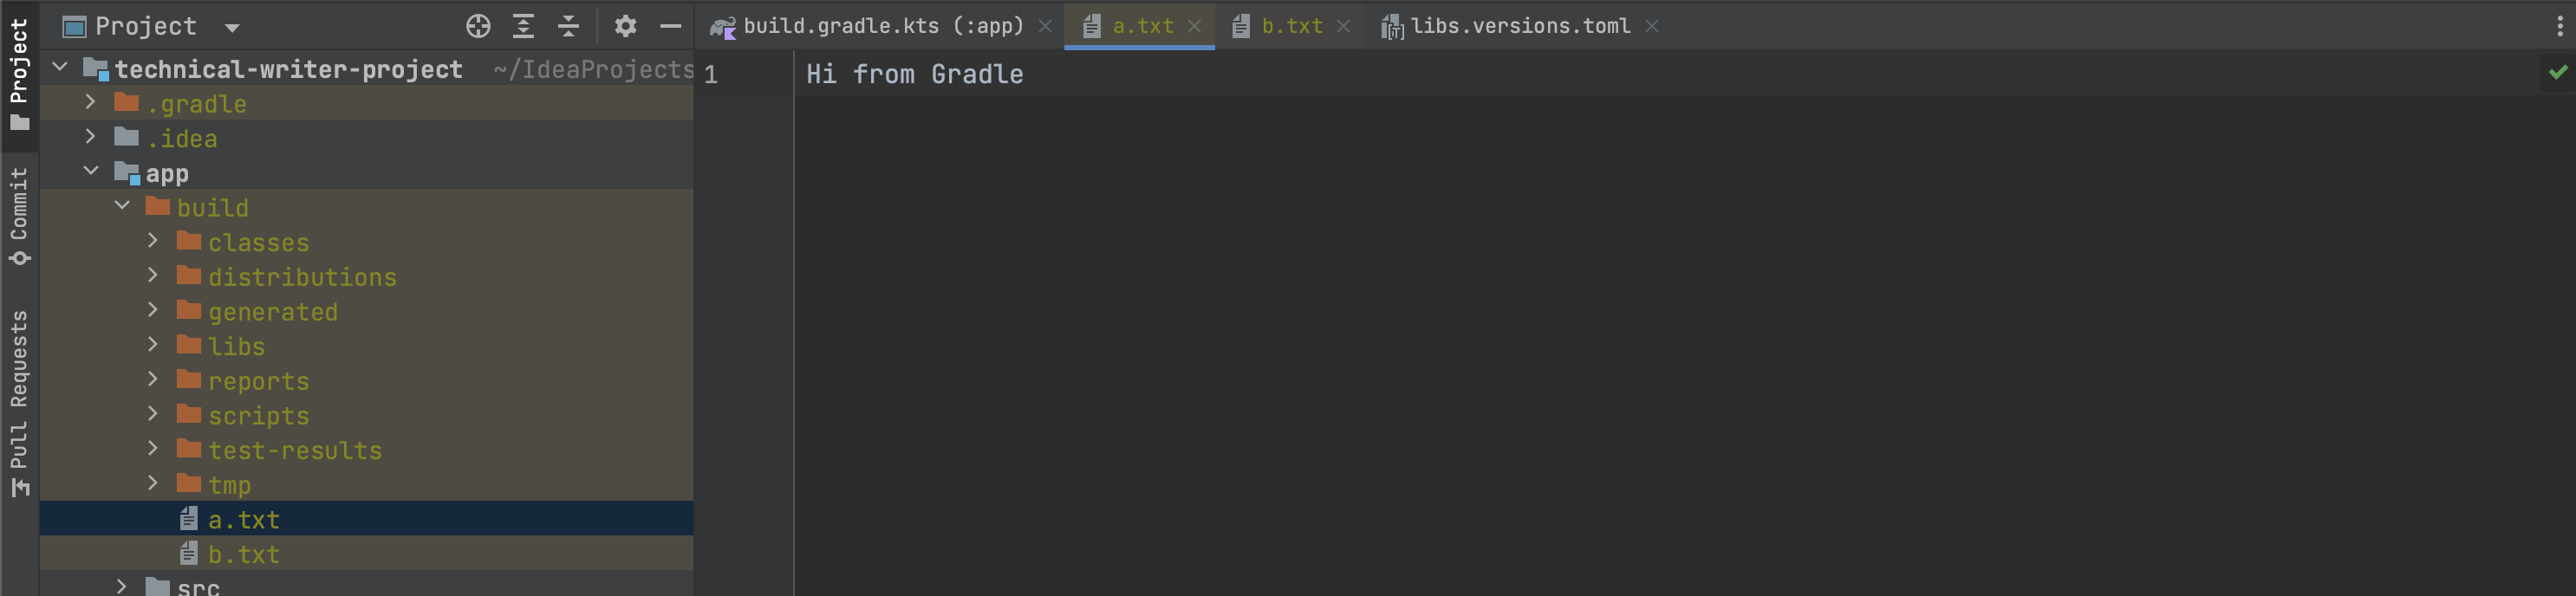 Project
build.gradle.kts (:app)
a.txt
b.txt
libs.versions.toml
Project
Commit
Pull Requests
technical-writer-project ~/IdeaProjects
.gradle
.idea
app
build
classes
distributions
generated
libs
reports
scripts
test-results
tmp
a.txt
b.txt
src
1 Hi from Gradle